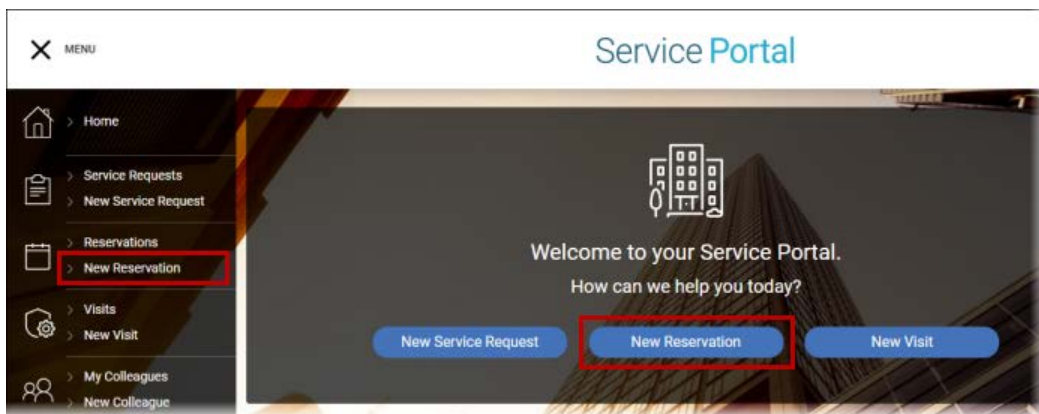 MENU
Service Portal
Home
Service Requests
New Service Request
Reservations
New Reservation
Visits
New Visit
My Colleagues
New Colleague
Welcome to your Service Portal.
How can we help you today?
New Service Request
New Reservation
New Visit